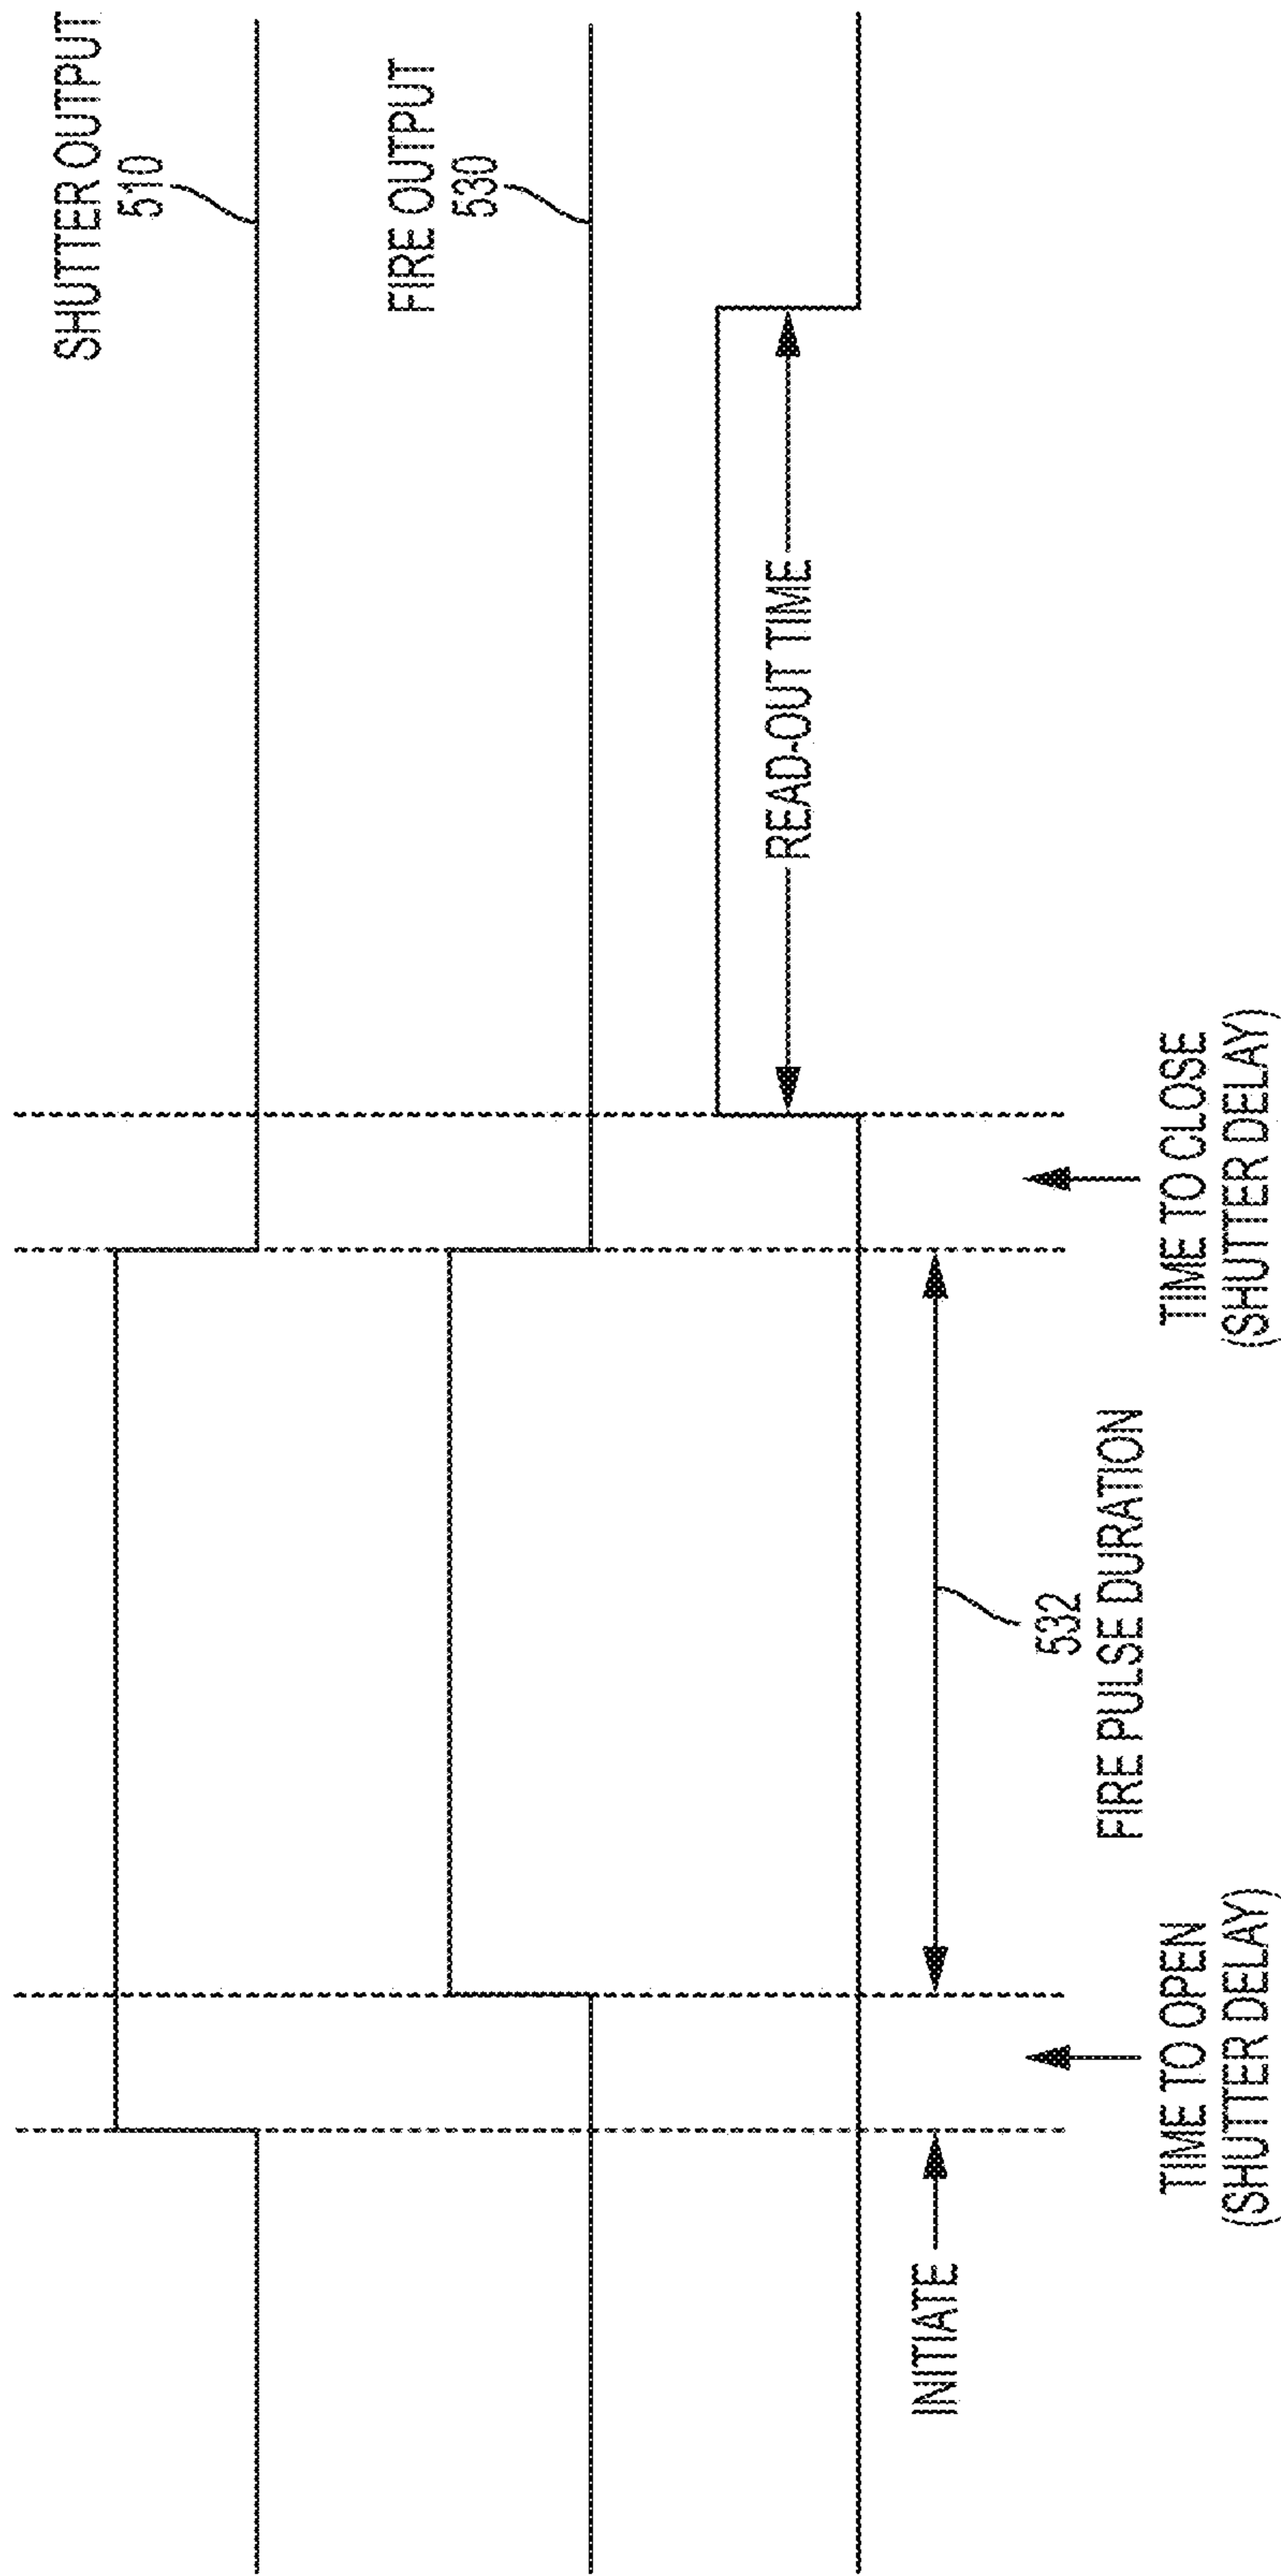 SHUTTER OUTPUT
510
FIRE OUTPUT
530
READ-OUT TIME
INITIATE
532
FIRE PULSE DURATION
TIME TO OPEN
(SHUTTER DELAY)
TIME TO CLOSE
(SHUTTER DELAY)